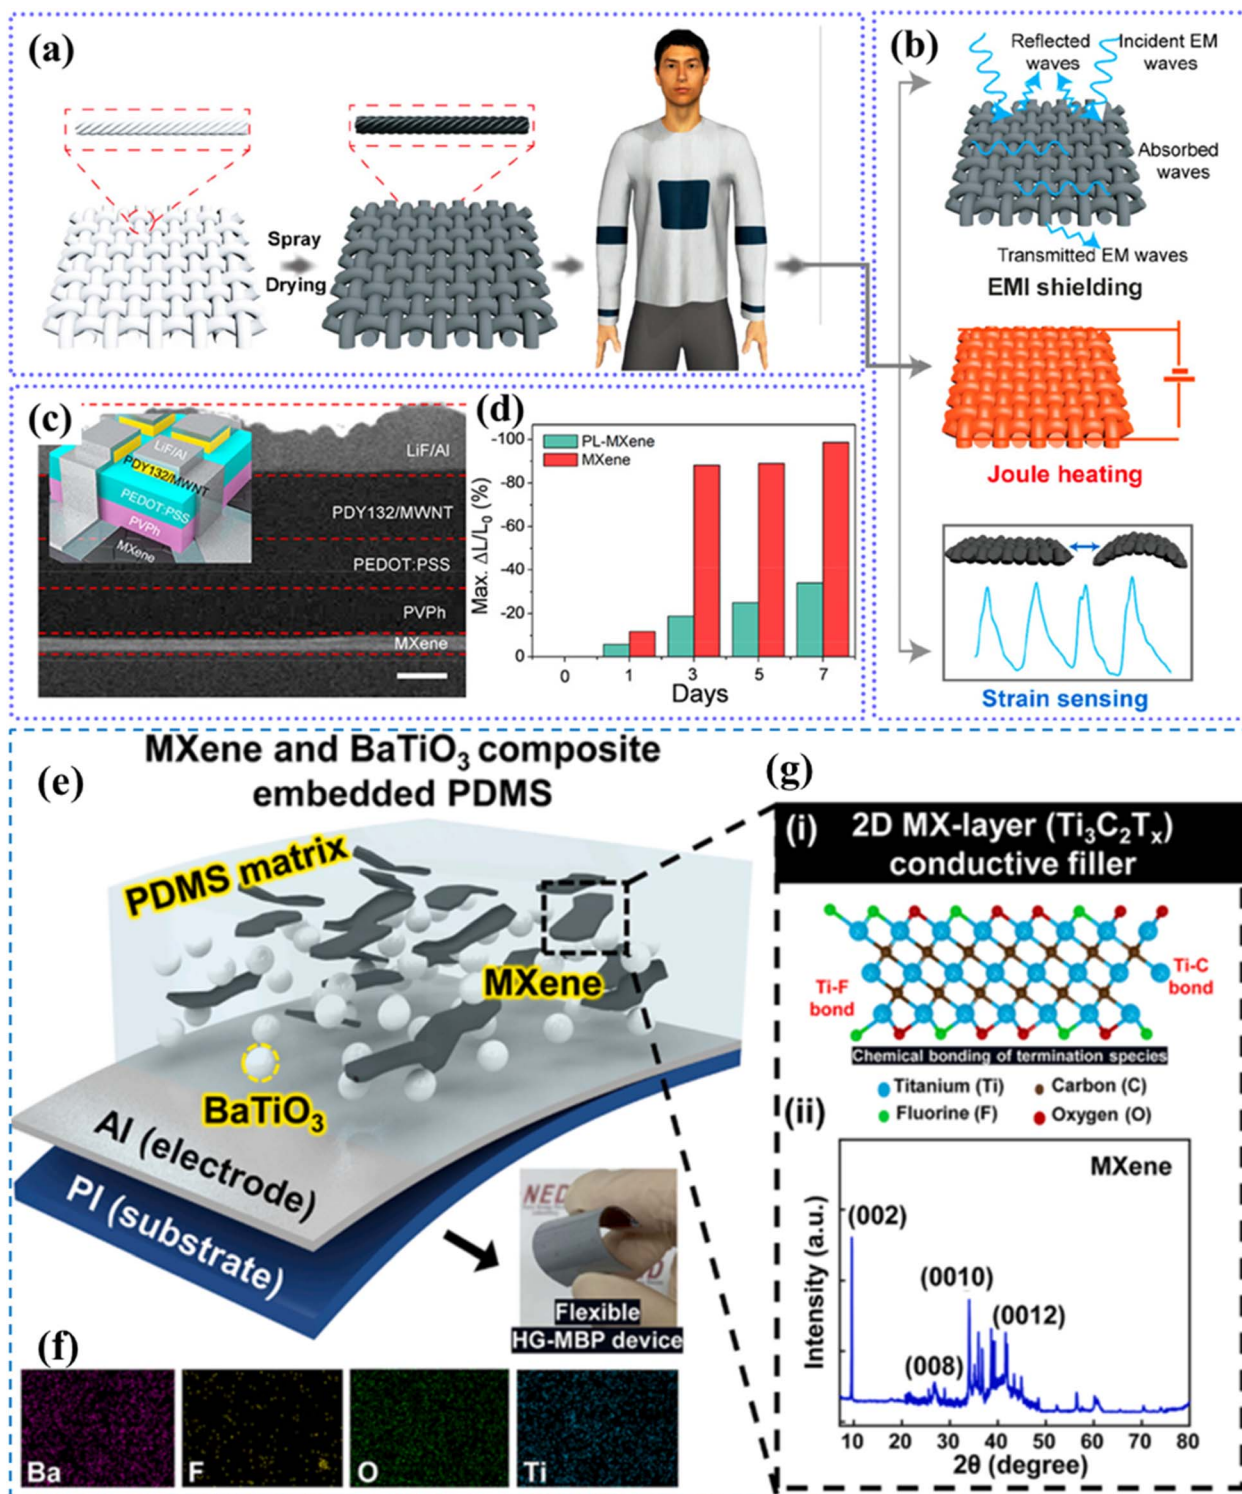 (a)
Spray
Drying
(b)
Reflected
waves
Incident EM
waves
Absorbed
waves
Transmitted EM waves
EMI shielding
Joule heating
Strain sensing
(c)
LiF/Al
PDY132/MWNT
PEDOT:PSS
PVPh
MXene
LiF/Al
PDY132/MWNT
PEDOT:PSS
PVPh
MXene
(d)
Max. ΔL/L₀ (%)
-100
-80
-60
-40
-20
0
PL-MXene
MXene
0 1 3 5 7
Days
(e)
MXene and BaTiO₃ composite
embedded PDMS
PDMS matrix
MXene
BaTiO₃
Al (electrode)
PI (substrate)
NED
Flexible
HG-MBP device
(f)
Ba
F
O
Ti
(g)
(i) 2D MX-layer (Ti₃C₂Tₓ)
conductive filler
Ti-F
bond
Ti-C
bond
Chemical bonding of termination species
Titanium (Ti) Carbon (C)
Fluorine (F) Oxygen (O)
(ii)
MXene
Intensity (a.u.)
(002)
(008)
(0010)
(0012)
10 20 30 40 50 60 70 80
2θ (degree)